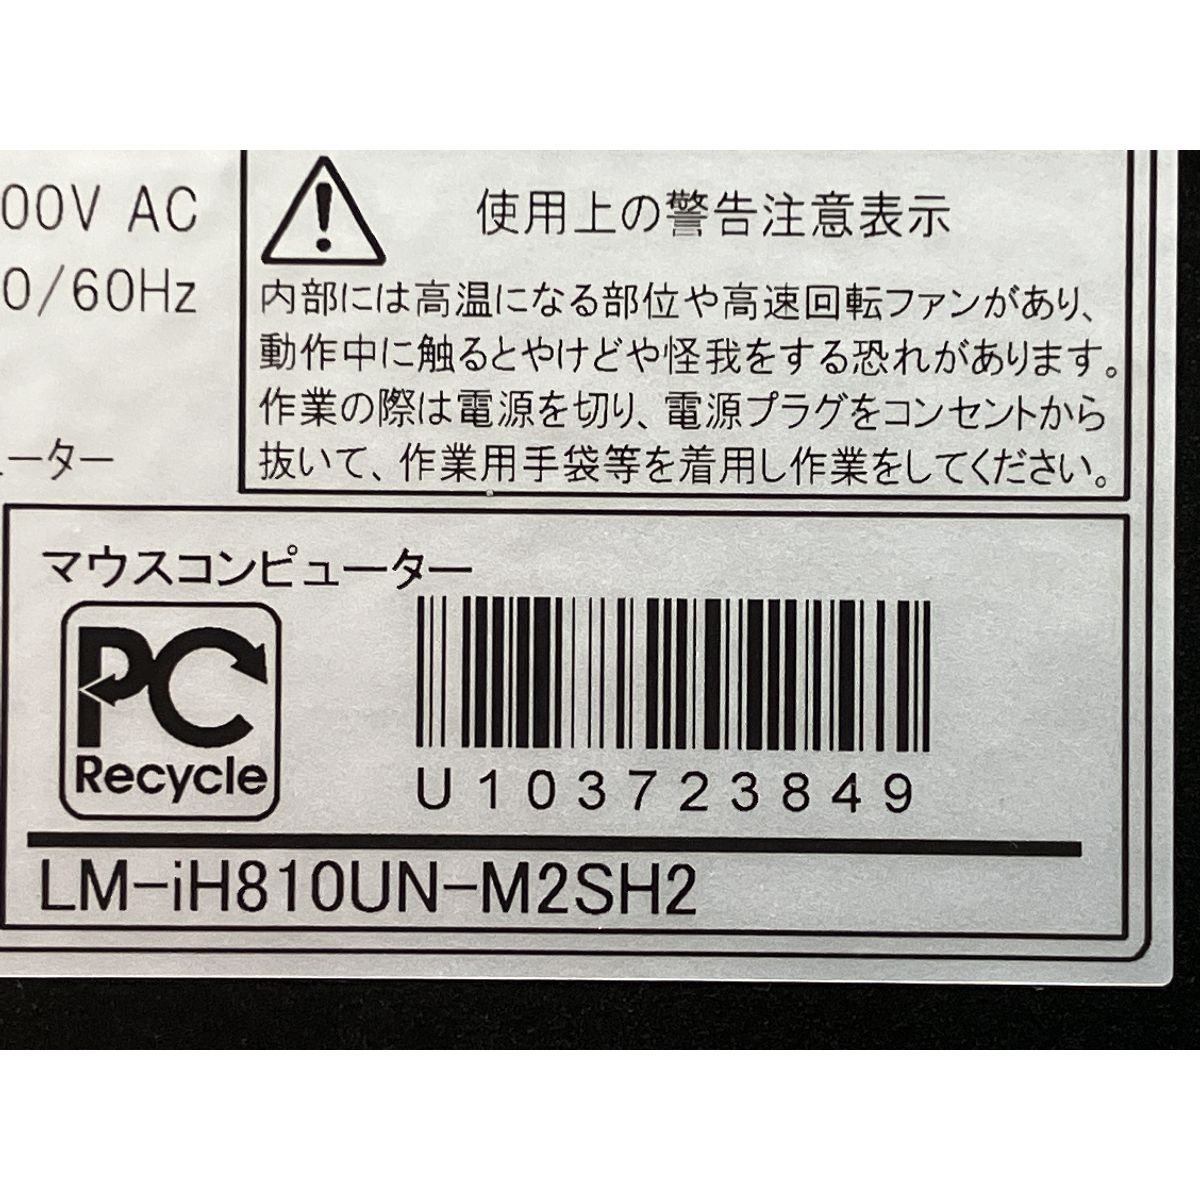 00V AC
0/60Hz
ューター
使用上の警告注意表示
内部には高温になる部位や高速回転ファンがあり、
動作中に触るとやけどや怪我をする恐れがあります。
作業の際は電源を切り、電源プラグをコンセントから
抜いて、作業用手袋等を着用し作業をしてください。
マウスコンピューター
PC
Recycle
U103723849
LM-iH810UN-M2SH2